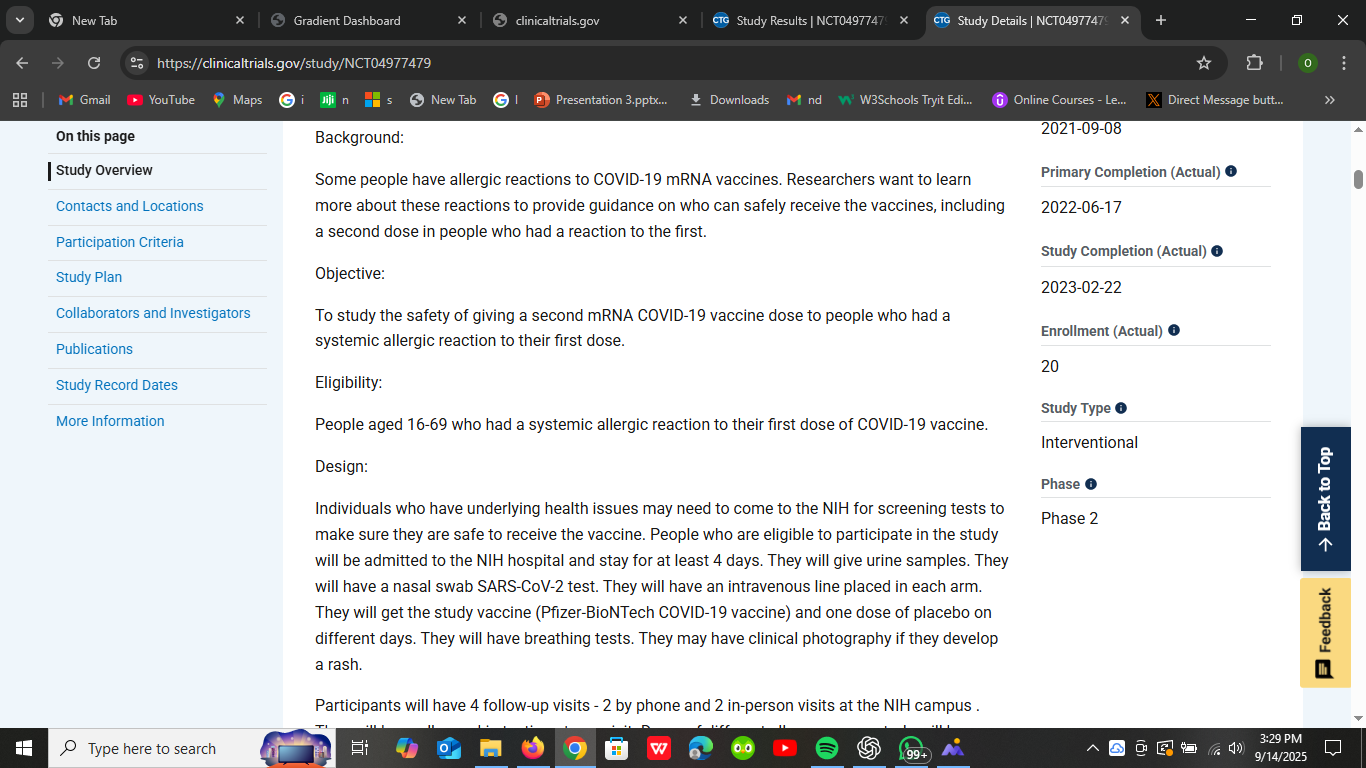 New Tab
Gradient Dashboard
clinicaltrials.gov
CTG Study Results | NCT0497747
CTG Study Details | NCT04977479
https://clinicaltrials.gov/study/NCT04977479
O
Gmail
YouTube
Maps
G i
Jiji n
s
New Tab
G l
Presentation 3.pptx...
Downloads
nd
W3Schools Tryit Edi...
Online Courses - Le...
Direct Message butt...
»
On this page
Study Overview
Contacts and Locations
Participation Criteria
Study Plan
Collaborators and Investigators
Publications
Study Record Dates
More Information
Background:
Some people have allergic reactions to COVID-19 mRNA vaccines. Researchers want to learn
more about these reactions to provide guidance on who can safely receive the vaccines, including
a second dose in people who had a reaction to the first.
Objective:
To study the safety of giving a second mRNA COVID-19 vaccine dose to people who had a
systemic allergic reaction to their first dose.
Eligibility:
People aged 16-69 who had a systemic allergic reaction to their first dose of COVID-19 vaccine.
Design:
Individuals who have underlying health issues may need to come to the NIH for screening tests to
make sure they are safe to receive the vaccine. People who are eligible to participate in the study
will be admitted to the NIH hospital and stay for at least 4 days. They will give urine samples. They
will have a nasal swab SARS-CoV-2 test. They will have an intravenous line placed in each arm.
They will get the study vaccine (Pfizer-BioNTech COVID-19 vaccine) and one dose of placebo on
different days. They will have breathing tests. They may have clinical photography if they develop
a rash.
Participants will have 4 follow-up visits - 2 by phone and 2 in-person visits at the NIH campus .
2021-09-08
Primary Completion (Actual)
2022-06-17
Study Completion (Actual)
2023-02-22
Enrollment (Actual)
20
Study Type
Interventional
Phase
Phase 2
Back to Top
Feedback
Type here to search
99+
3:29 PM
9/14/2025